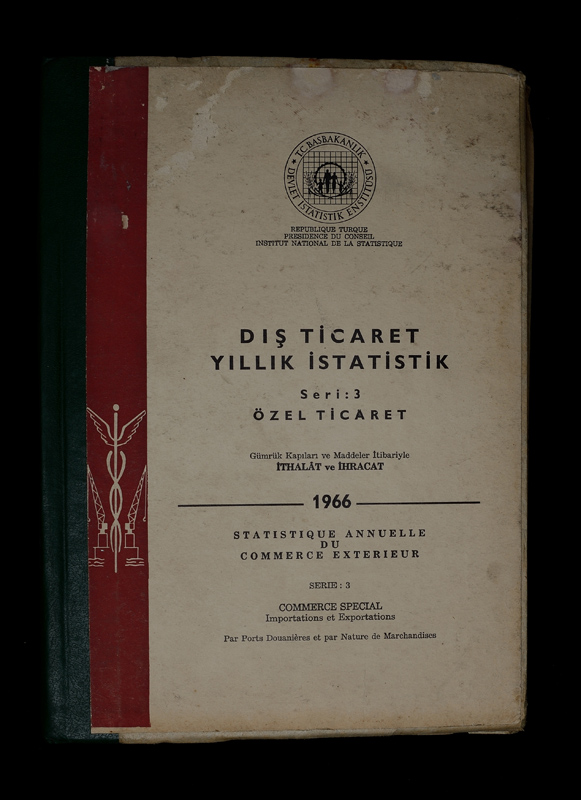 T.C. BAŞBAKANLIK
DEVLET İSTATİSTİK ENSTİTÜSÜ
REPUBLIQUE TURQUE
PRESIDENCE DU CONSEIL
INSTITUT NATIONAL DE LA STATISTIQUE
DIŞ TİCARET
YILLIK İSTATİSTİK
Seri: 3
ÖZEL TİCARET
Gümrük Kapıları ve Maddeler İtibariyle
İTHALÂT ve İHRACAT
1966
STATISTIQUE ANNUELLE
DU
COMMERCE EXTERIEUR
SERIE : 3
COMMERCE SPECIAL
Importations et Exportations
Par Ports Douanières et par Nature de Marchandises